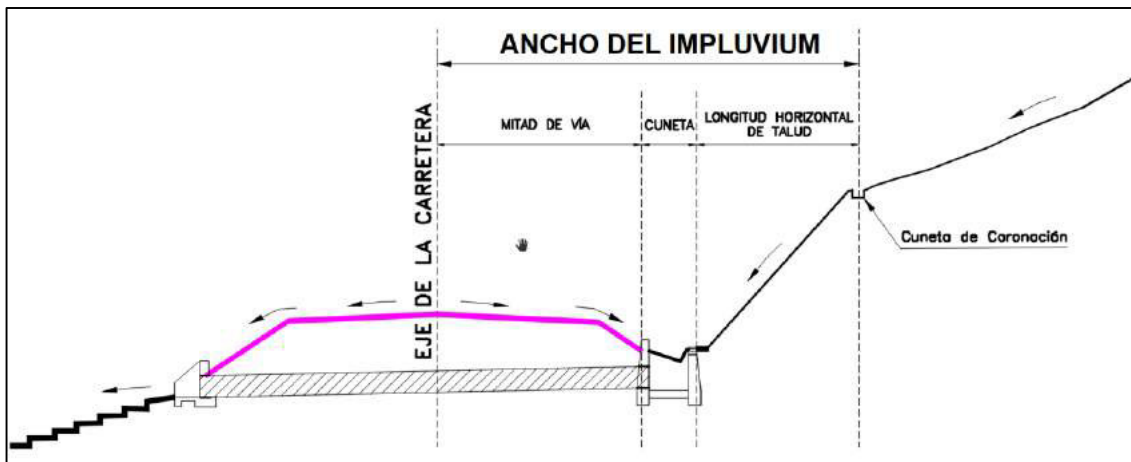 ANCHO DEL IMPLUVIUM
EJE DE LA CARRETERA
MITAD DE VÍA
CUNETA
LONGITUD HORIZONTAL
DE TALUD
Cuneta de Coronación